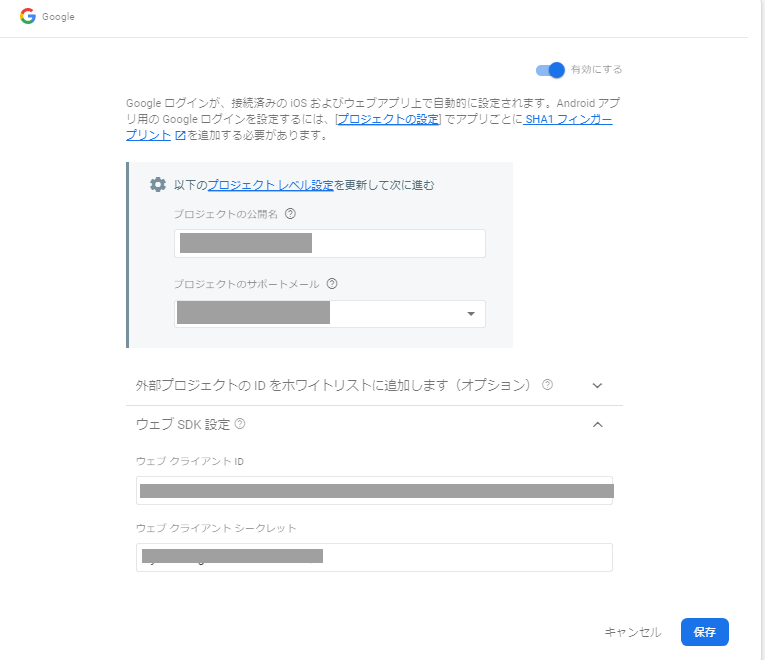 Google
有効にする
Google ログインが、接続済みの iOS およびウェブアプリ上で自動的に設定されます。Android アプ
リ用の Google ログインを設定するには、[プロジェクトの設定] でアプリごとに SHA1 フィンガー
プリント を追加する必要があります。
以下のプロジェクト レベル設定を更新して次に進む
プロジェクトの公開名
プロジェクトのサポートメール
外部プロジェクトの ID をホワイトリストに追加します（オプション）
ウェブ SDK 設定
ウェブ クライアント ID
ウェブ クライアント シークレット
キャンセル
保存